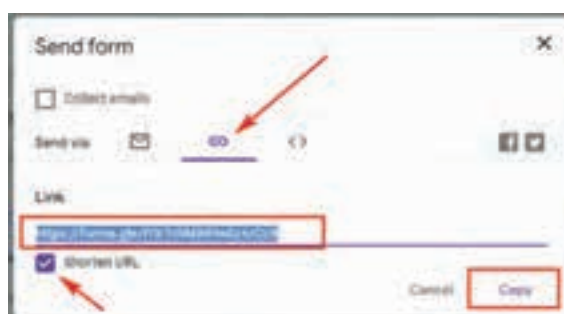 Send form
Collect emails
Send via
Link
Shorten URL
Cancel Copy